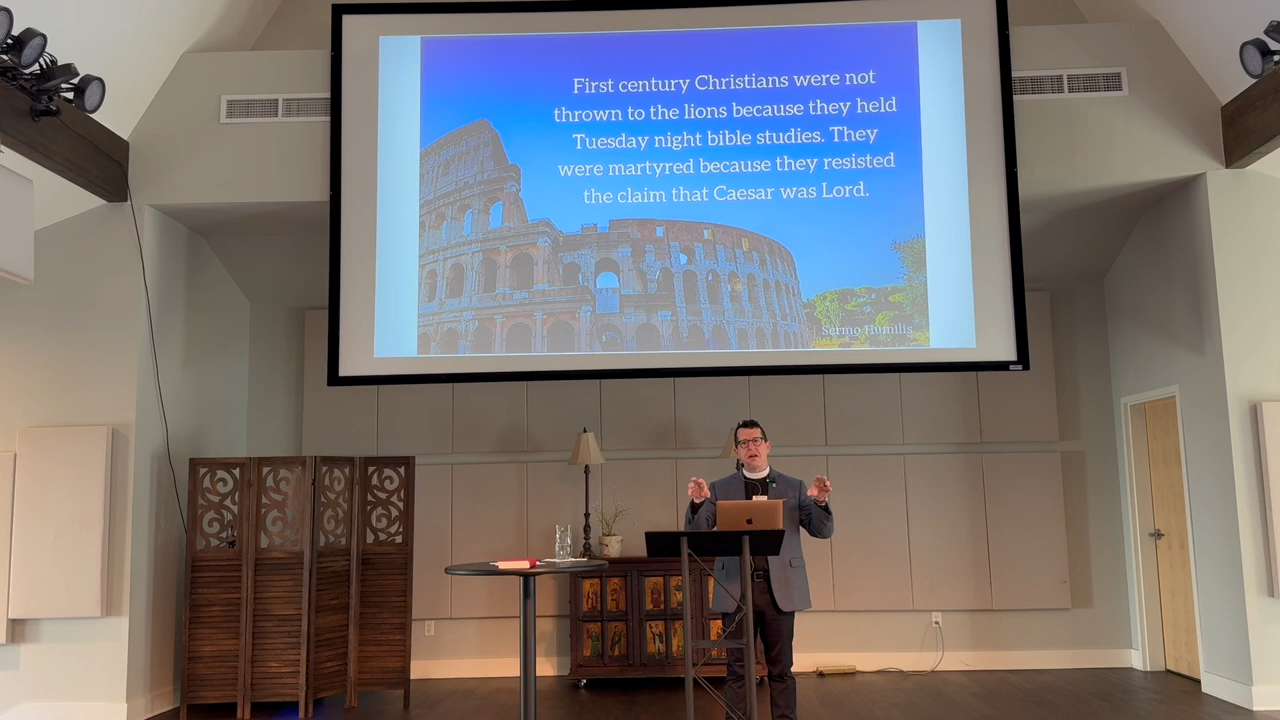 First century Christians were not
thrown to the lions because they held
Tuesday night bible studies. They
were martyred because they resisted
the claim that Caesar was Lord.
| Sermo Humilis